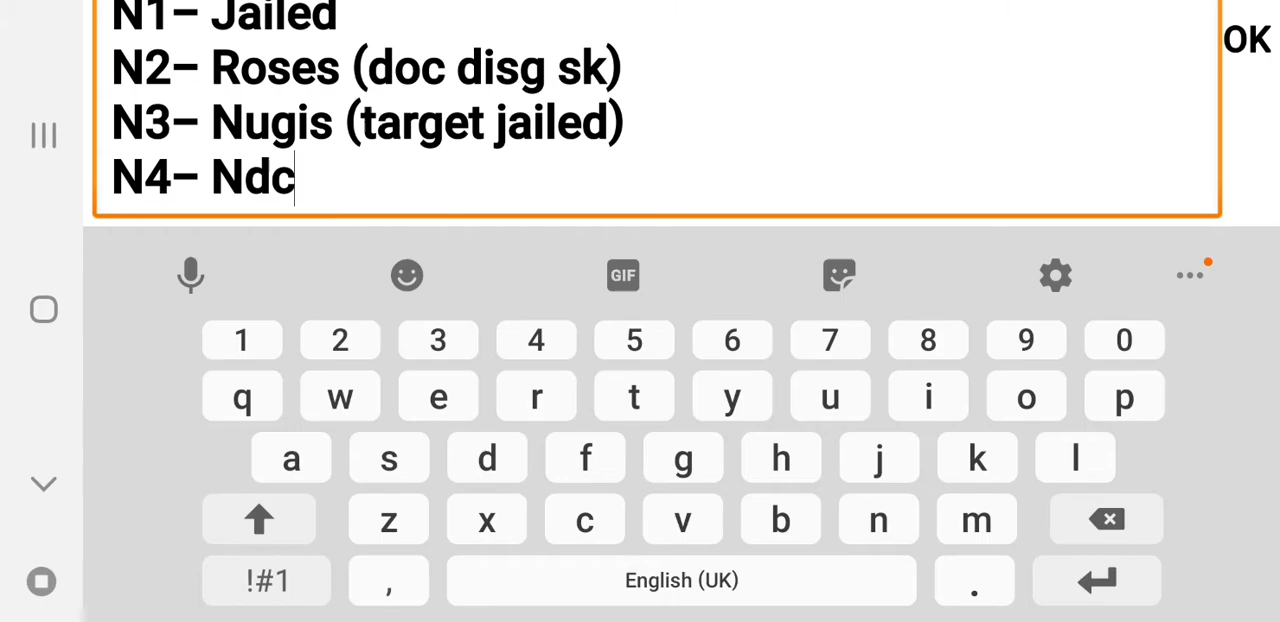 N1– Jailed
OK
N2– Roses (doc disg sk)
N3– Nugis (target jailed)
N4– Ndc
GIF
1 2 3 4 5 6 7 8 9 0
q w e r t y u i o p
a s d f g h j k l
z x c v b n m
!#1 , English (UK) .